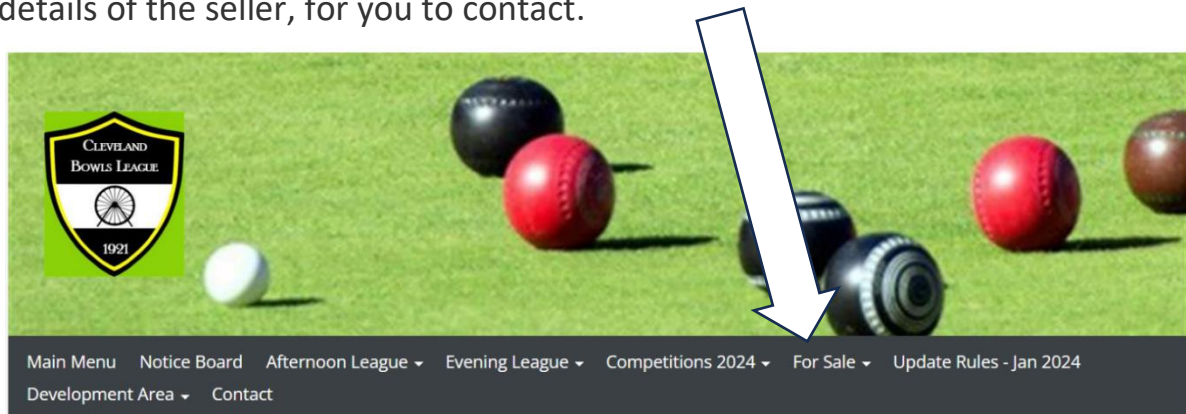 details of the seller, for you to contact.
CLEVELAND
BOWLS LEAGUE
1921
Main Menu Notice Board Afternoon League Evening League Competitions 2024 For Sale Update Rules - Jan 2024
Development Area Contact